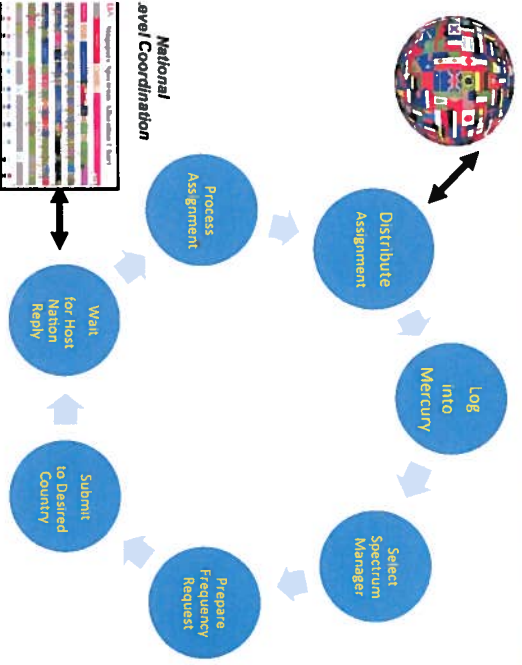 National
.evel Coordination
Log
into
Mercury
Select
Spectrum
Manager
Prepare
Frequency
Request
Submit
to Desired
Country
Wait
for Host
Nation
Reply
Process
Assignment
Distribute
Assignment